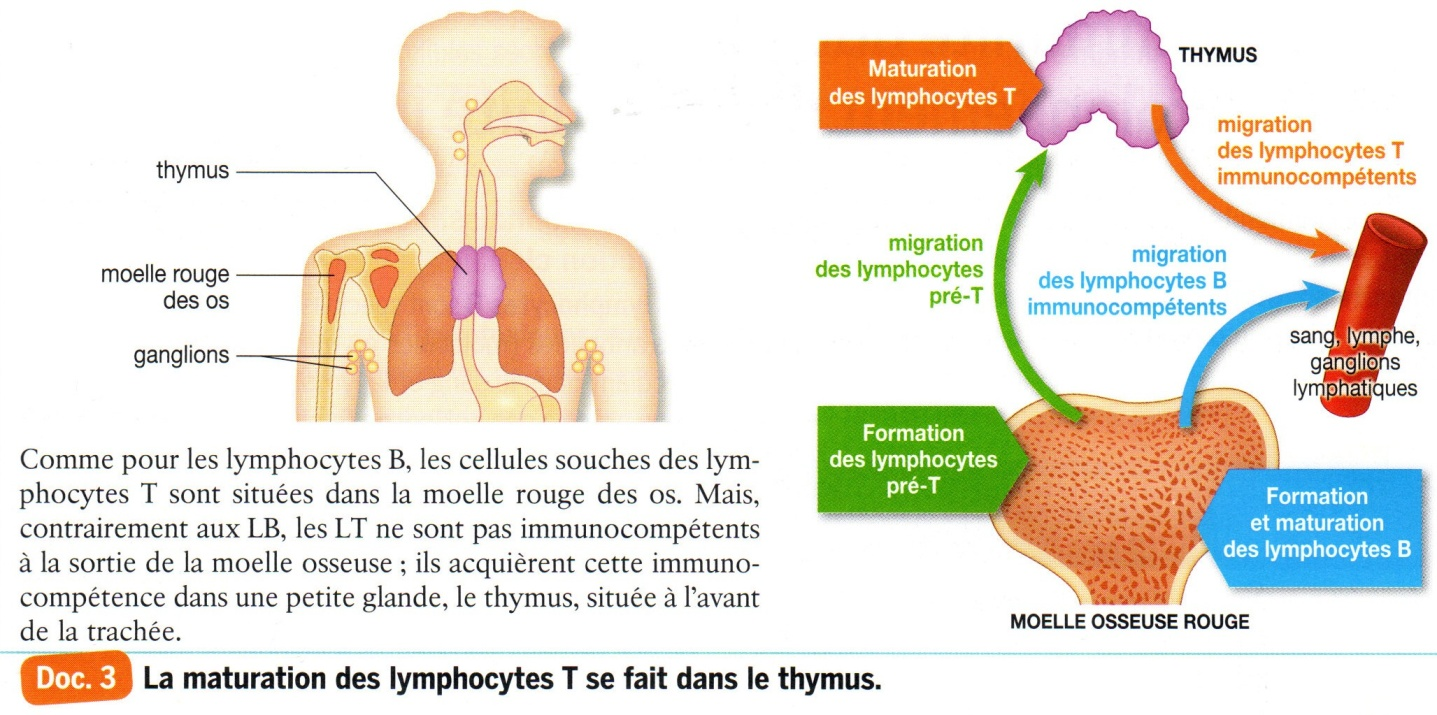 thymus
moelle rouge
des os
ganglions
Maturation
des lymphocytes T
THYMUS
migration
des lymphocytes T
immunocompétents
migration
des lymphocytes
pré-T
migration
des lymphocytes B
immunocompétents
sang, lymphe,
ganglions
lymphatiques
Formation
des lymphocytes
pré-T
Formation
et maturation
des lymphocytes B
MOELLE OSSEUSE ROUGE
Comme pour les lymphocytes B, les cellules souches des lym-
phocytes T sont situées dans la moelle rouge des os. Mais,
contrairement aux LB, les LT ne sont pas immunocompétents
à la sortie de la moelle osseuse ; ils acquièrent cette immuno-
compétence dans une petite glande, le thymus, située à l'avant
de la trachée.
Doc. 3 La maturation des lymphocytes T se fait dans le thymus.